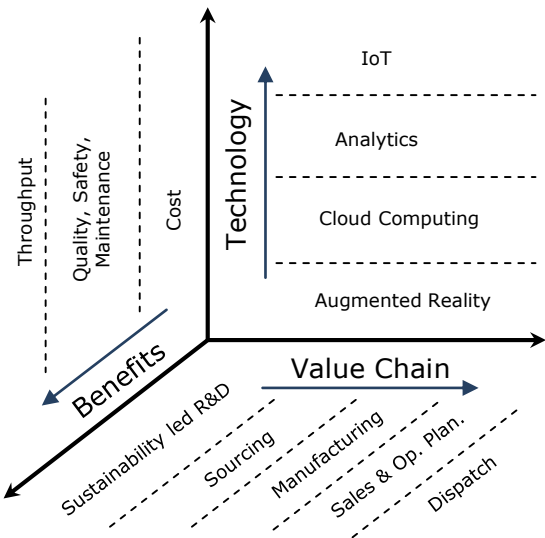 IoT
Analytics
Cloud Computing
Augmented Reality
Technology
Throughput
Quality, Safety,
Maintenance
Cost
Benefits
Value Chain
Sustainability led R&D
Sourcing
Manufacturing
Sales & Op. Plan.
Dispatch